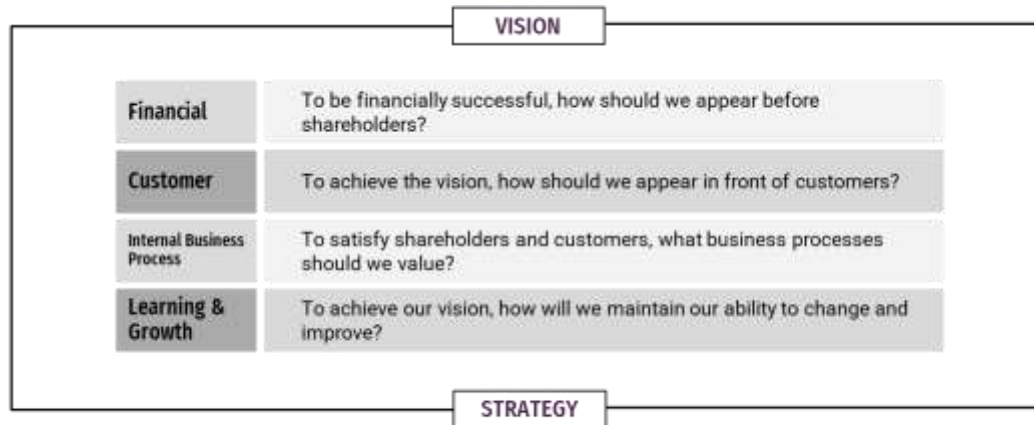 VISION
Financial
To be financially successful, how should we appear before
shareholders?
Customer
To achieve the vision, how should we appear in front of customers?
Internal Business
Process
To satisfy shareholders and customers, what business processes
should we value?
Learning &
Growth
To achieve our vision, how will we maintain our ability to change and
improve?
STRATEGY